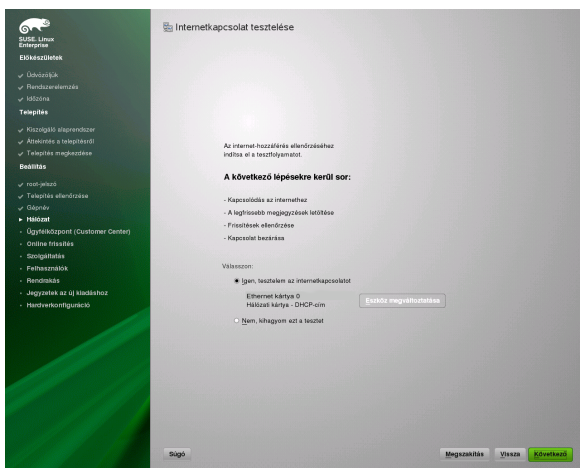 SUSE. Linux
Enterprise
Előkészületek
Üdvözöljük
Rendszerelemzés
Időzóna
Telepítés
Kiszolgáló alaprendszer
Áttekintés a telepítésről
Telepítés megkezdése
Beállítás
root-jelszó
Telepítés ellenőrzése
Gépnév
Hálózat
Ügyfélközpont (Customer Center)
Online frissítés
Szolgáltatás
Felhasználók
Rendrakás
Jegyzetek az új kiadáshoz
Hardverkonfiguráció
Internetkapcsolat tesztelése
Az internet-hozzáférés ellenőrzéséhez
indítsa el a tesztfolyamatot.
A következő lépésekre kerül sor:
- Kapcsolódás az internethez
- A legfrissebb megjegyzések letöltése
- Frissítések ellenőrzése
- Kapcsolat bezárása
Válasszon:
Igen, tesztelem az internetkapcsolatot
Ethernet kártya 0
Hálózati kártya - DHCP-cím
Eszköz megváltoztatása
Nem, kihagyom ezt a tesztet
Súgó
Megszakítás
Vissza
Következő